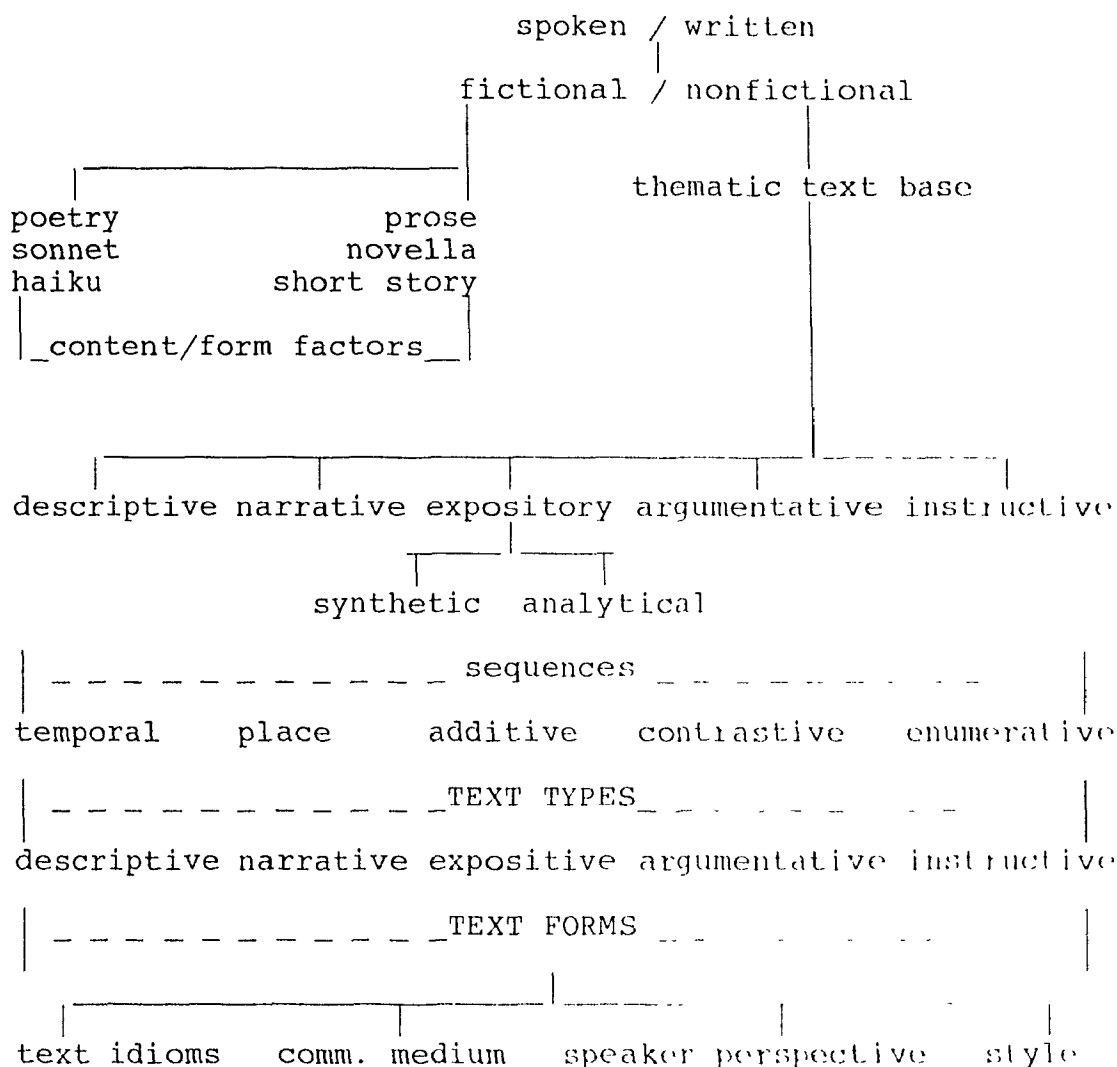 spoken / written
fictional / nonfictional
thematic text base
poetry prose
sonnet novella
haiku short story
_content/form factors__
descriptive narrative expository argumentative instructive
synthetic analytical
sequences
temporal place additive contrastive enumerative
TEXT TYPES
descriptive narrative expositive argumentative instructive
TEXT FORMS
text idioms comm. medium speaker perspective style